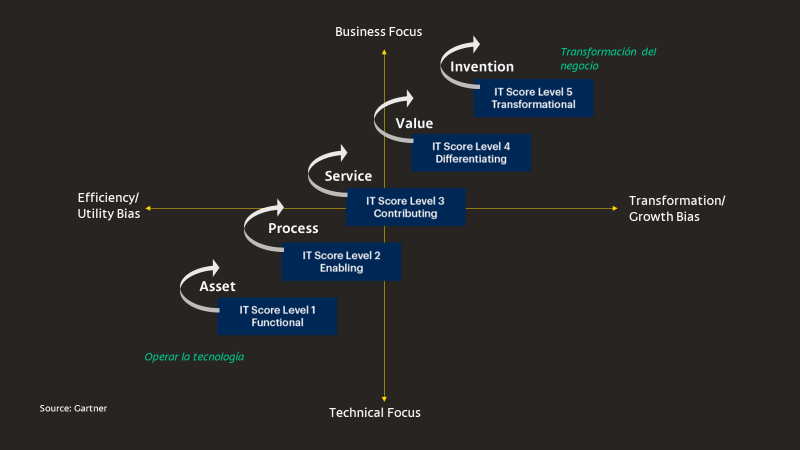 Business Focus
Transformación del
negocio
Invention
IT Score Level 5
Transformational
Value
IT Score Level 4
Differentiating
Service
Efficiency/
Utility Bias
IT Score Level 3
Contributing
Transformation/
Growth Bias
Process
IT Score Level 2
Enabling
Asset
IT Score Level 1
Functional
Operar la tecnología
Source: Gartner
Technical Focus